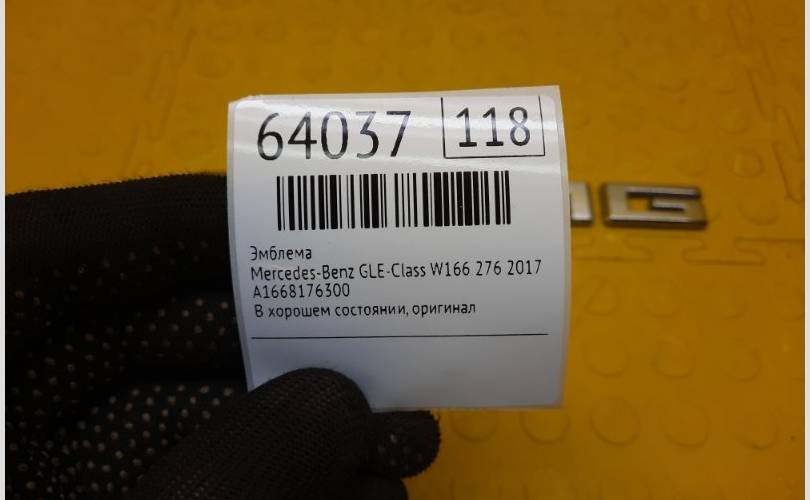 64037 118
Эмблема
Mercedes-Benz GLE-Class W166 276 2017
A1668176300
В хорошем состоянии, оригинал
G